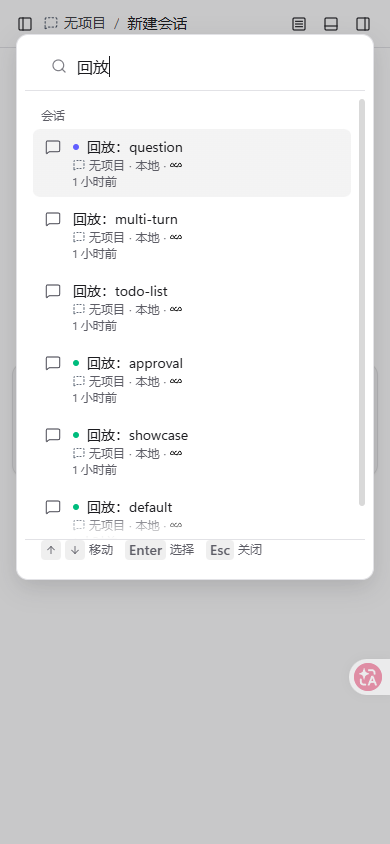 无项目 / 新建会话
回放
会话
回放：question
无项目 · 本地 ·
1 小时前
回放：multi-turn
无项目 · 本地 ·
1 小时前
回放：todo-list
无项目 · 本地 ·
1 小时前
回放：approval
无项目 · 本地 ·
1 小时前
回放：showcase
无项目 · 本地 ·
1 小时前
回放：default
无项目 · 本地 ·
↑ ↓ 移动 Enter 选择 Esc 关闭